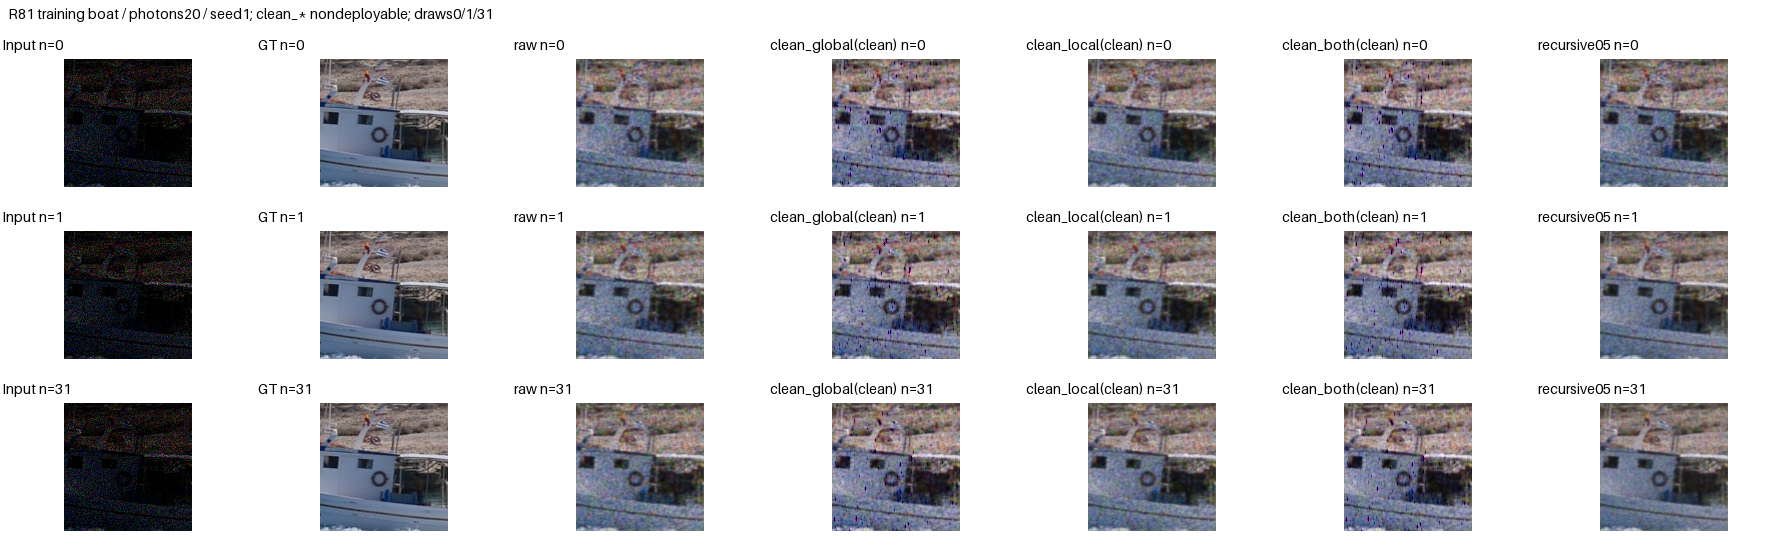 R81 training boat / photons20 / seed1; clean_* nondeployable; draws0/1/31
Input n=0 GT n=0 raw n=0 clean_global(clean) n=0 clean_local(clean) n=0 clean_both(clean) n=0 recursive05 n=0
Input n=1 GT n=1 raw n=1 clean_global(clean) n=1 clean_local(clean) n=1 clean_both(clean) n=1 recursive05 n=1
Input n=31 GT n=31 raw n=31 clean_global(clean) n=31 clean_local(clean) n=31 clean_both(clean) n=31 recursive05 n=31